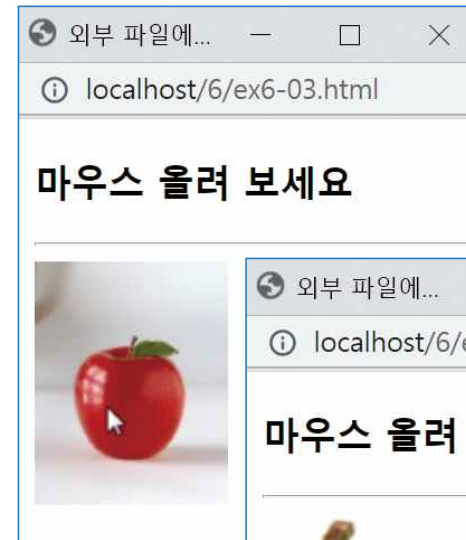 외부 파일에...
localhost/6/ex6-03.html
마우스 올려 보세요
외부 파일에...
localhost/6/
마우스 올려